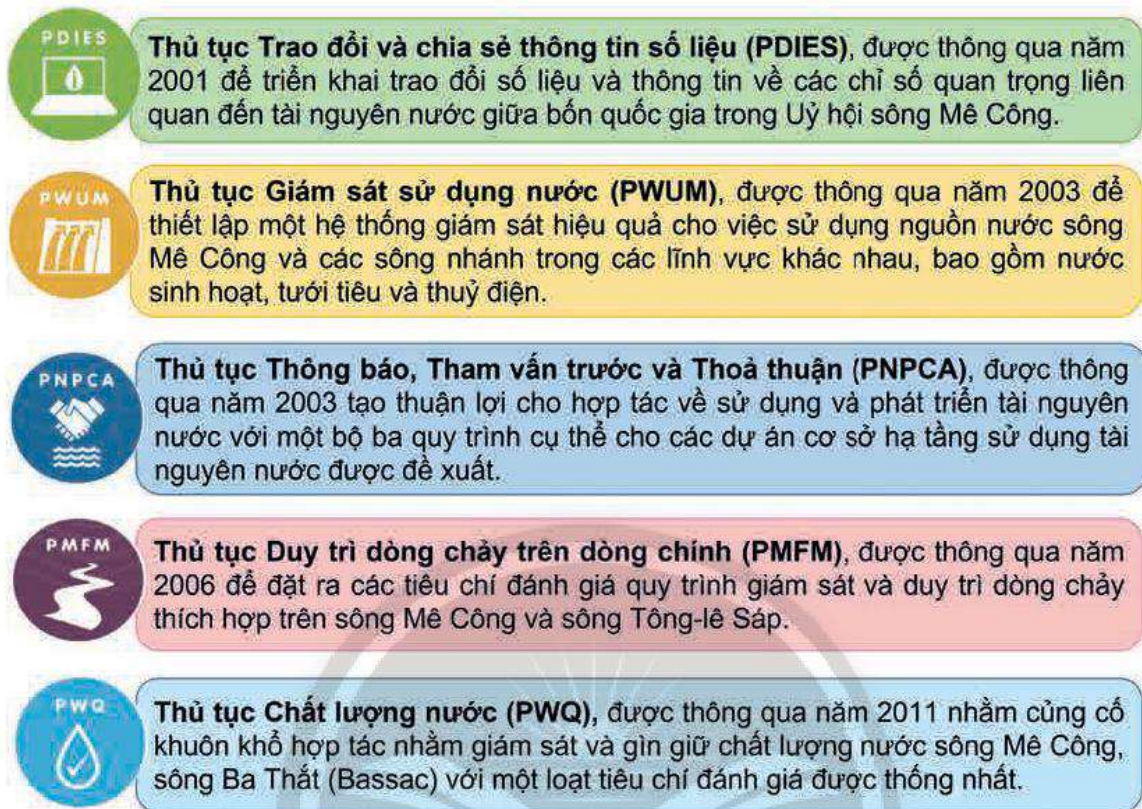 PDIES
Thủ tục Trao đổi và chia sẻ thông tin số liệu (PDIES), được thông qua năm
2001 để triển khai trao đổi số liệu và thông tin về các chỉ số quan trọng liên
quan đến tài nguyên nước giữa bốn quốc gia trong Uỷ hội sông Mê Công.
PWUM
Thủ tục Giám sát sử dụng nước (PWUM), được thông qua năm 2003 để
thiết lập một hệ thống giám sát hiệu quả cho việc sử dụng nguồn nước sông
Mê Công và các sông nhánh trong các lĩnh vực khác nhau, bao gồm nước
sinh hoạt, tưới tiêu và thuỷ điện.
PNPCA
Thủ tục Thông báo, Tham vấn trước và Thoả thuận (PNPCA), được thông
qua năm 2003 tạo thuận lợi cho hợp tác về sử dụng và phát triển tài nguyên
nước với một bộ ba quy trình cụ thể cho các dự án cơ sở hạ tầng sử dụng tài
nguyên nước được đề xuất.
PMFM
Thủ tục Duy trì dòng chảy trên dòng chính (PMFM), được thông qua năm
2006 để đặt ra các tiêu chí đánh giá quy trình giám sát và duy trì dòng chảy
thích hợp trên sông Mê Công và sông Tông-lê Sáp.
PWQ
Thủ tục Chất lượng nước (PWQ), được thông qua năm 2011 nhằm củng cố
khuôn khổ hợp tác nhằm giám sát và gìn giữ chất lượng nước sông Mê Công,
sông Ba Thắt (Bassac) với một loạt tiêu chí đánh giá được thống nhất.